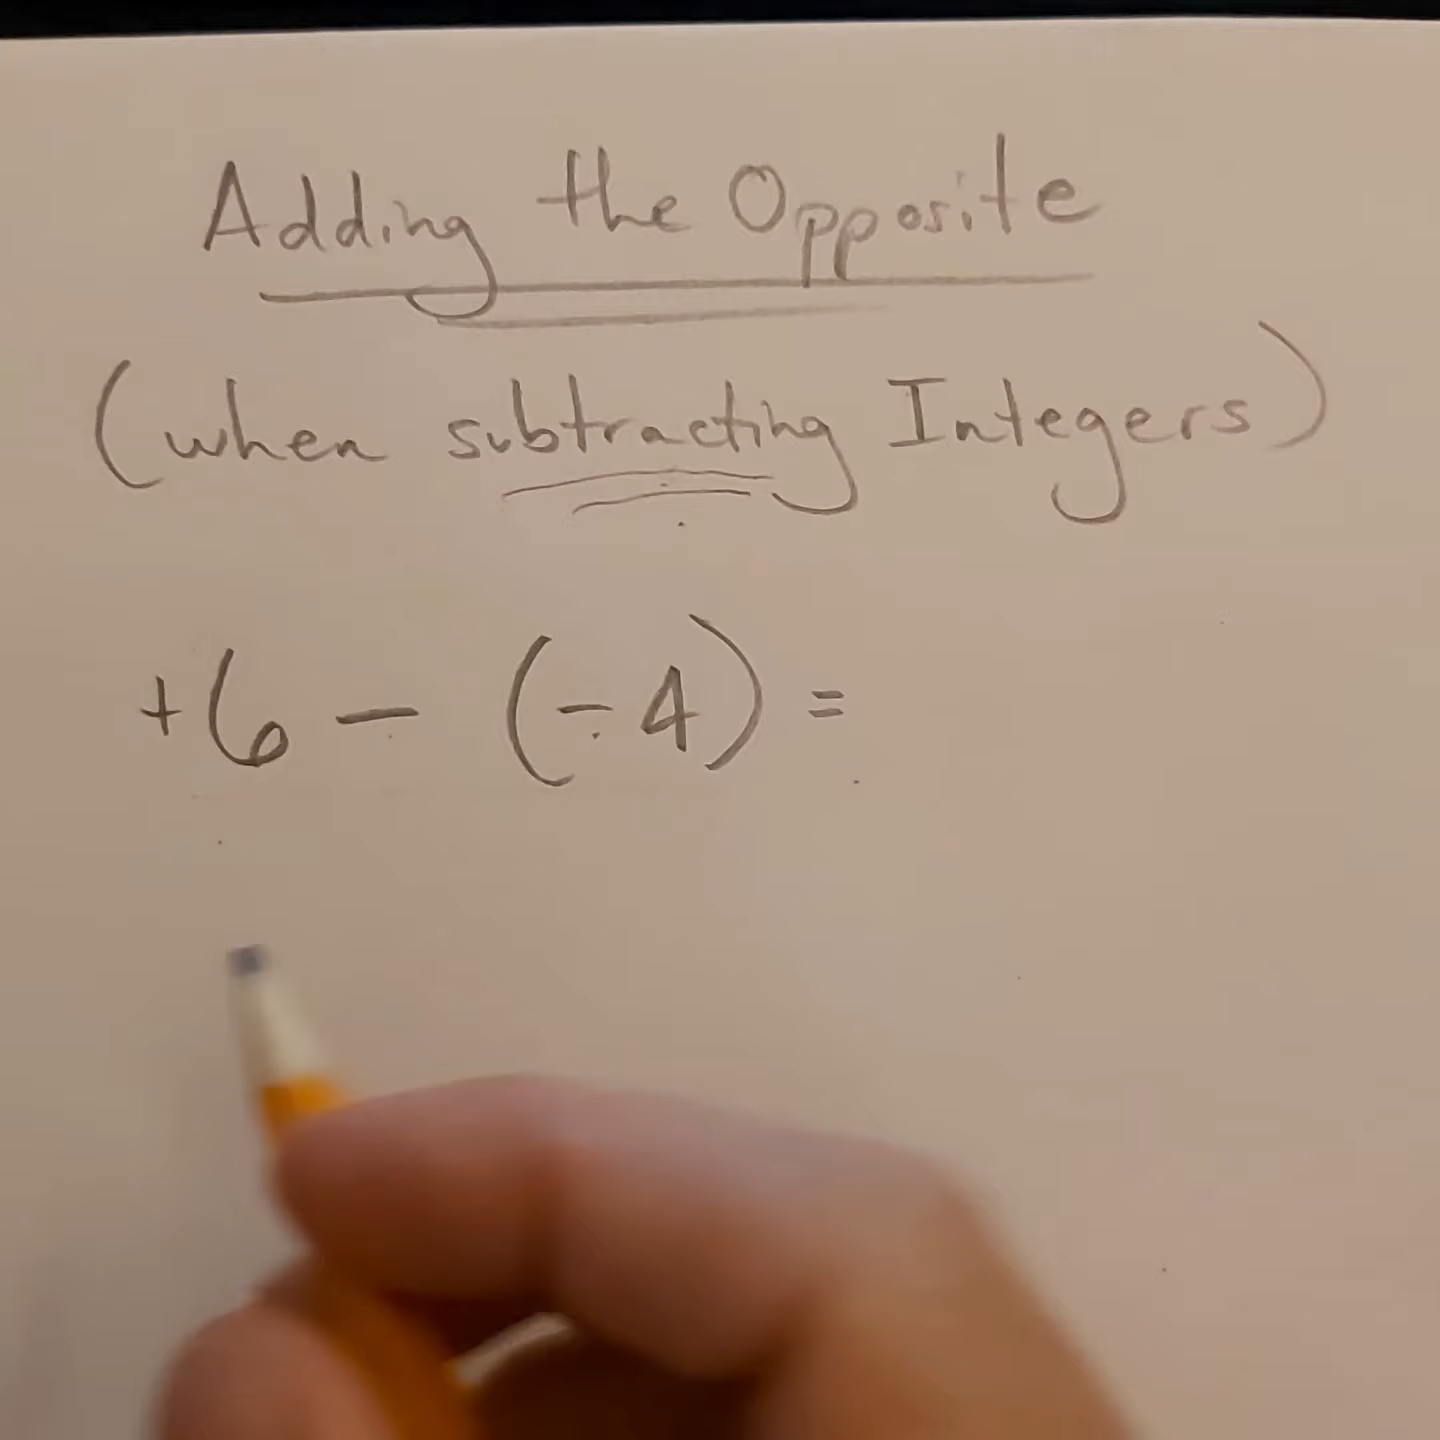 Adding the Opposite
(when subtracting Integers)
+6 - (-4) =